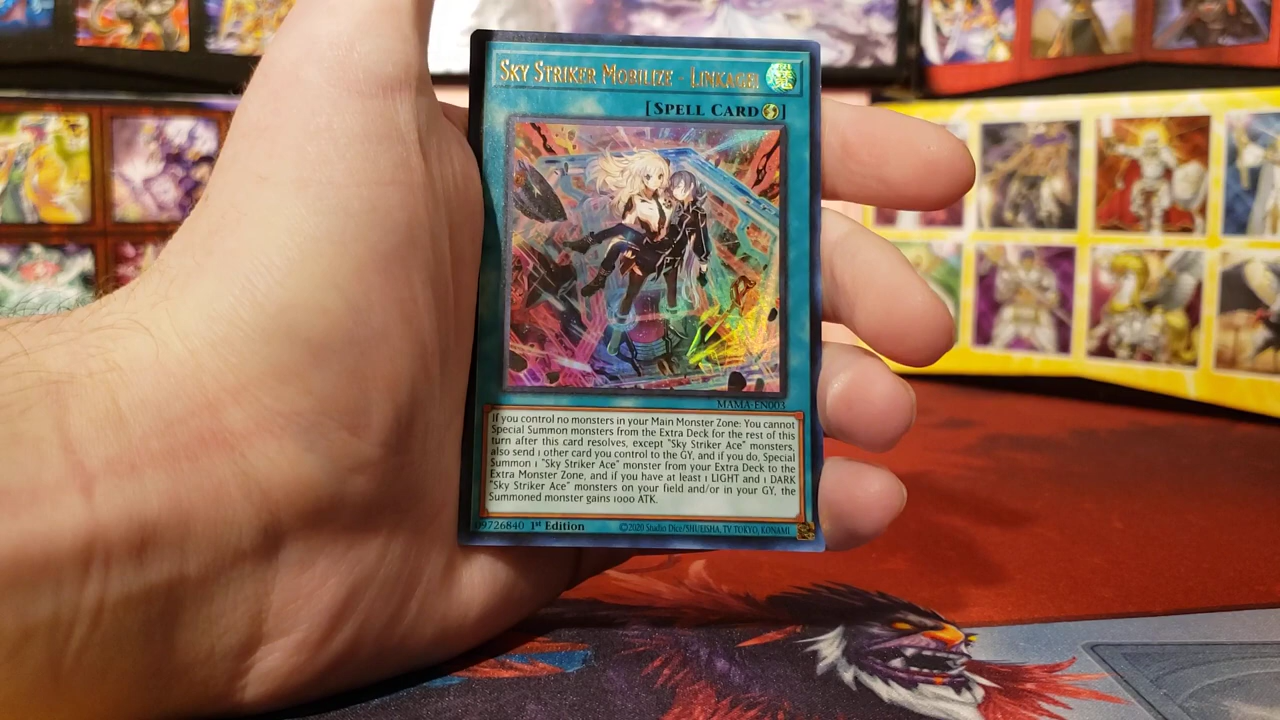 Sky Striker Mobilize - Linkage!
[Spell Card]
MAMA-EN003
If you control no monsters in your Main Monster Zone: You cannot
Special Summon monsters from the Extra Deck for the rest of this
turn after this card resolves, except "Sky Striker Ace" monsters,
also send 1 other card you control to the GY, and if you do, Special
Summon 1 "Sky Striker Ace" monster from your Extra Deck to the
Extra Monster Zone, and if you have at least 1 LIGHT and 1 DARK
"Sky Striker Ace" monsters on your field and/or in your GY, the
Summoned monster gains 1000 ATK.
09726840 1st Edition ©2020 Studio Dice/SHUEISHA, TV TOKYO, KONAMI